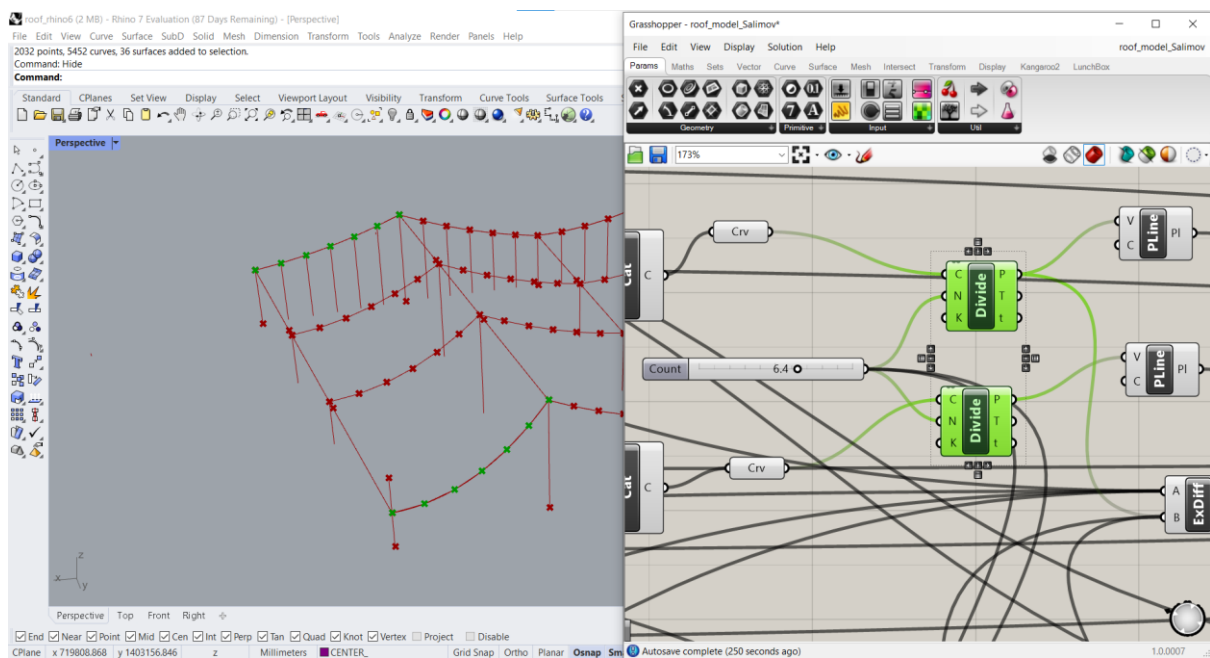 roof_rhino6 (2 MB) - Rhino 7 Evaluation (87 Days Remaining) - [Perspective]
File Edit View Curve Surface SubD Solid Mesh Dimension Transform Tools Analyze Render Panels Help
2032 points, 5452 curves, 36 surfaces added to selection.
Command: Hide
Command:
Standard CPlanes Set View Display Select Viewport Layout Visibility Transform Curve Tools Surface Tools
Perspective
z
x
y
Perspective Top Front Right
End Near Point Mid Cen Int Perp Tan Quad Knot Vertex Project Disable
CPlane x 719808.868 y 1403156.846 z Millimeters CENTER_ Grid Snap Ortho Planar Osnap Sm
Grasshopper - roof_model_Salimov*
File Edit View Display Solution Help roof_model_Salimov
Params Maths Sets Vector Curve Surface Mesh Intersect Transform Display Kangaroo2 LunchBox
Geometry Primitive Input Util
173%
Cat C
Crv
C N K Divide P T t
V C PLine Pl
Count 6.4
C N K Divide P T t
V C PLine Pl
Cat C
Crv
A B ExDiff
Autosave complete (250 seconds ago) 1.0.0007